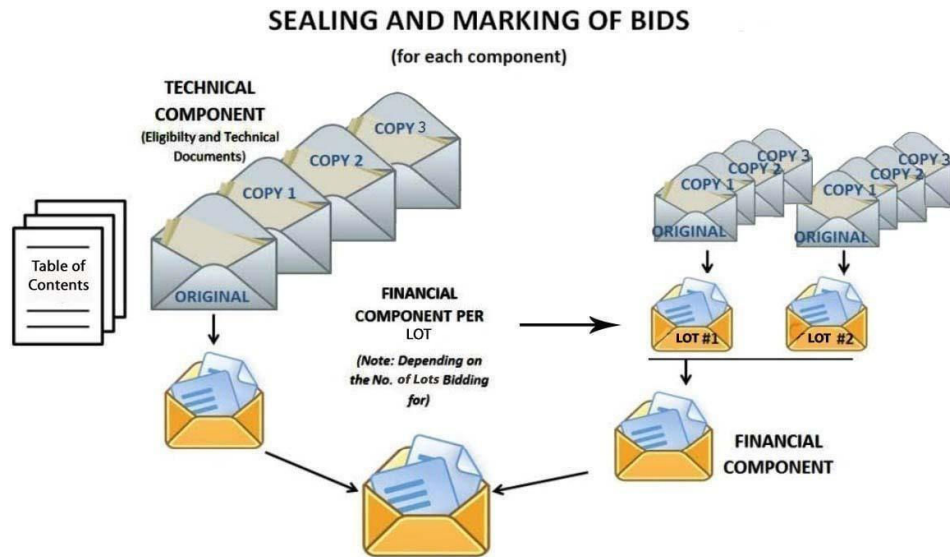 SEALING AND MARKING OF BIDS
(for each component)
TECHNICAL
COMPONENT
(Eligibilty and Technical
Documents)
COPY 3
COPY 2
COPY 1
ORIGINAL
Table of
Contents
FINANCIAL
COMPONENT PER
LOT
(Note: Depending on
the No. of Lots Bidding
for)
COPY 3
COPY 2
COPY 1
ORIGINAL
COPY 3
COPY 2
COPY 1
ORIGINAL
LOT #1
LOT #2
FINANCIAL
COMPONENT